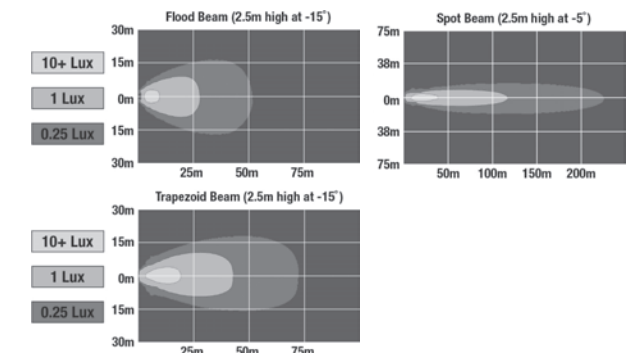 Flood Beam (2.5m high at -15˚)
30m
10+ Lux
15m
1 Lux
0m
0.25 Lux
15m
30m
25m 50m 75m
Spot Beam (2.5m high at -5˚)
75m
38m
0m
38m
75m
50m 100m 150m 200m
Trapezoid Beam (2.5m high at -15˚)
30m
10+ Lux
15m
1 Lux
0m
0.25 Lux
15m
30m
25m 50m 75m